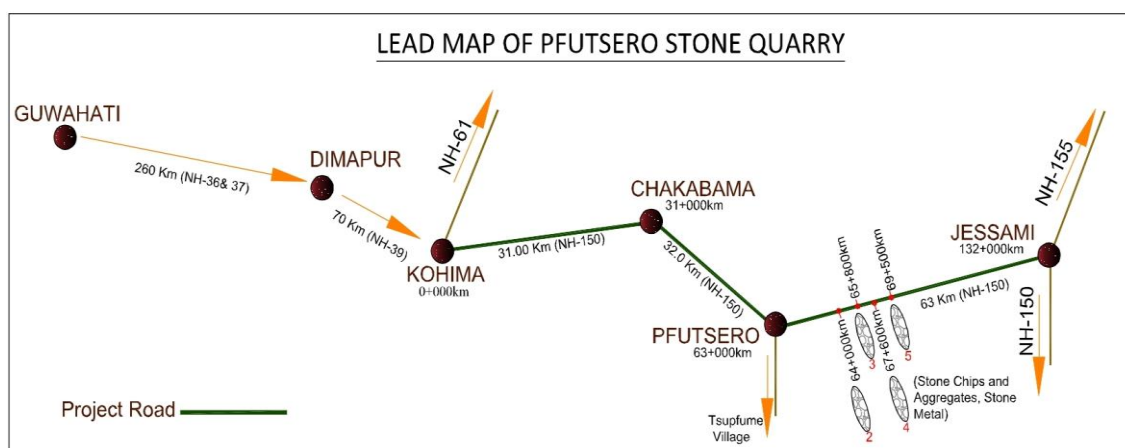 LEAD MAP OF PFUTSERO STONE QUARRY
GUWAHATI
260 Km (NH-36& 37)
DIMAPUR
70 Km (NH-39)
NH-61
KOHIMA
0+000km
31.00 Km (NH-150)
CHAKABAMA
31+000km
32.0 Km (NH-150)
PFUTSERO
63+000km
Tsupfume
Village
64+000km
2
65+800km
3
67+600km
4
69+500km
5
63 Km (NH-150)
(Stone Chips and
Aggregates, Stone
Metal)
JESSAMI
132+000km
NH-155
NH-150
Project Road